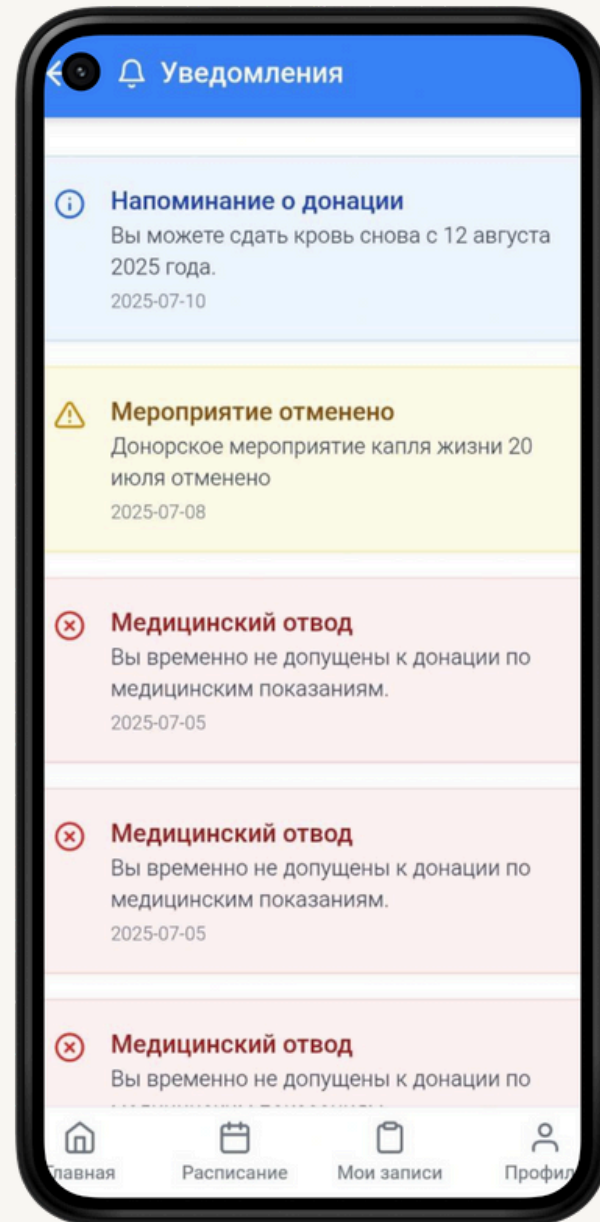 Уведомления
Напоминание о донации
Вы можете сдать кровь снова с 12 августа
2025 года.
2025-07-10
Мероприятие отменено
Донорское мероприятие капля жизни 20
июля отменено
2025-07-08
Медицинский отвод
Вы временно не допущены к донации по
медицинским показаниям.
2025-07-05
Медицинский отвод
Вы временно не допущены к донации по
медицинским показаниям.
2025-07-05
Медицинский отвод
Вы временно не допущены к донации по
Главная
Расписание
Мои записи
Профил